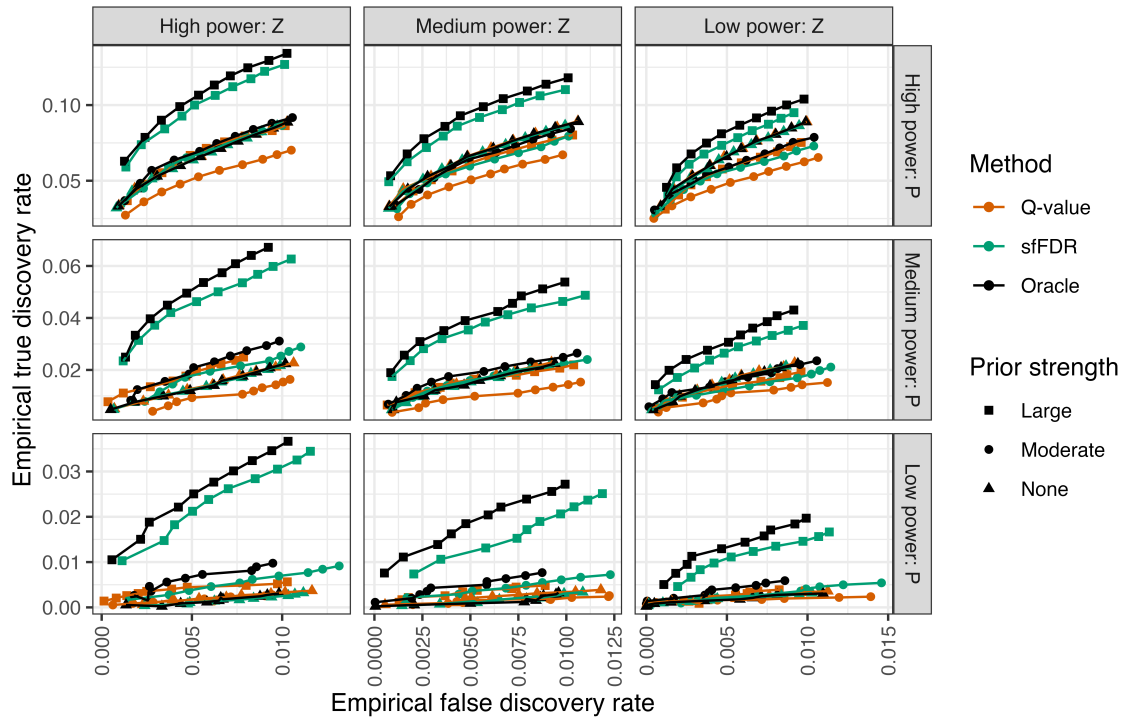 High power: Z
Medium power: Z
Low power: Z
Empirical true discovery rate
0.10
0.05
High power: P
0.06
0.04
0.02
Medium power: P
0.03
0.02
0.01
0.00
Low power: P
0.000
0.005
0.010
0.0000
0.0025
0.0050
0.0075
0.0100
0.0125
0.000
0.005
0.010
0.015
Empirical false discovery rate
Method
Q-value
sfFDR
Oracle
Prior strength
Large
Moderate
None